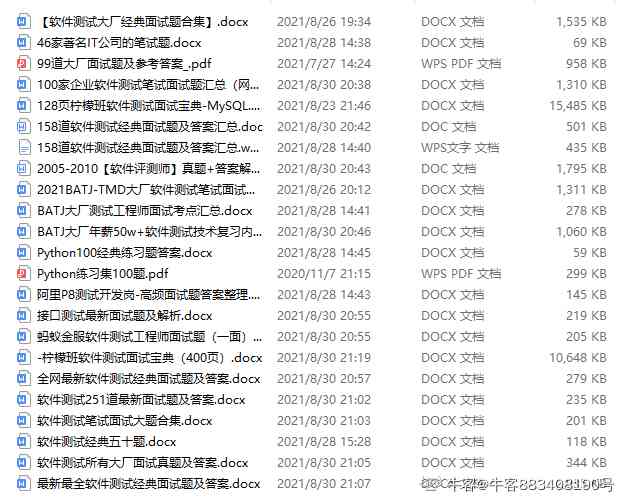 【软件测试大厂经典面试题合集】.docx 2021/8/26 19:34 DOCX 文档 1,535 KB
46家著名IT公司的笔试题.docx 2021/8/28 14:38 DOCX 文档 69 KB
99道大厂面试题及参考答案_.pdf 2021/7/27 14:24 WPS PDF 文档 958 KB
100家企业软件测试笔试面试题汇总（网... 2021/8/30 20:38 DOCX 文档 1,310 KB
128页柠檬班软件测试面试宝典-MySQL.... 2021/8/23 21:46 DOCX 文档 15,485 KB
158道软件测试经典面试题及答案汇总.doc 2021/8/30 20:42 DOC 文档 501 KB
158道软件测试经典面试题及答案汇总.w... 2021/8/28 14:40 WPS文字 文档 435 KB
2005-2010【软件评测师】真题+答案解... 2021/8/30 20:43 DOC 文档 1,795 KB
2021BATJ-TMD大厂软件测试笔试面试... 2021/8/26 20:12 DOCX 文档 1,311 KB
BATJ大厂测试工程师面试考点汇总.docx 2021/8/28 14:41 DOCX 文档 278 KB
BATJ大厂年薪50w+软件测试技术复习内... 2021/8/30 20:46 DOCX 文档 1,060 KB
Python100经典练习题答案.docx 2021/8/28 14:45 DOCX 文档 59 KB
Python练习集100题.pdf 2020/11/7 21:15 WPS PDF 文档 299 KB
阿里P8测试开发岗-高频面试题答案整理.... 2021/8/28 14:43 DOCX 文档 145 KB
接口测试最新面试题及解析.docx 2021/8/30 20:55 DOCX 文档 219 KB
蚂蚁金服软件测试工程师面试题（一面）... 2021/8/30 20:55 DOCX 文档 205 KB
-柠檬班软件测试面试宝典（400页）.docx 2021/8/30 21:19 DOCX 文档 10,648 KB
全网最新软件测试经典面试题及答案.docx 2021/8/30 20:57 DOCX 文档 279 KB
软件测试251道最新面试题及答案.docx 2021/8/30 21:02 DOCX 文档 235 KB
软件测试笔试面试大题合集.docx 2021/8/30 21:03 DOCX 文档 201 KB
软件测试经典五十题.docx 2021/8/28 15:28 DOCX 文档 118 KB
软件测试所有大厂面试真题及答案.docx 2021/8/30 21:05 DOCX 文档 344 KB
最新最全软件测试经典面试题及答案.docx 2021/8/30 21:07 DOCX 文档 KB
牛客@牛客883408190号